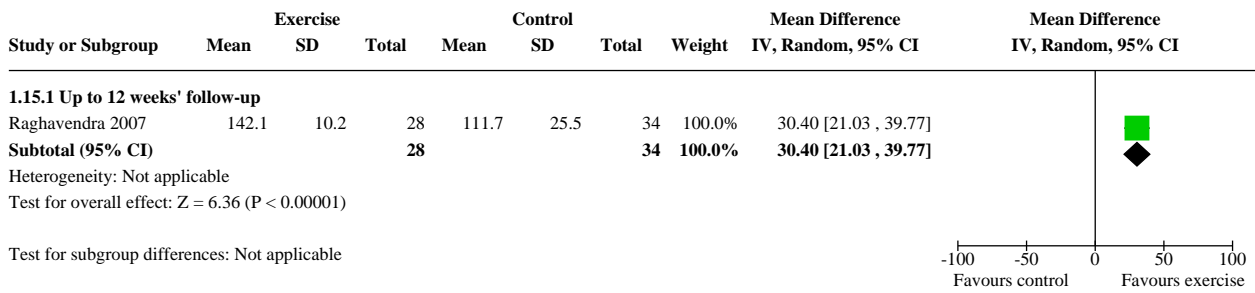 Exercise Control Mean Difference Mean Difference
Study or Subgroup Mean SD Total Mean SD Total Weight IV, Random, 95% CI IV, Random, 95% CI
1.15.1 Up to 12 weeks' follow-up
Raghavendra 2007 142.1 10.2 28 111.7 25.5 34 100.0% 30.40 [21.03 , 39.77]
Subtotal (95% CI) 28 34 100.0% 30.40 [21.03 , 39.77]
Heterogeneity: Not applicable
Test for overall effect: Z = 6.36 (P < 0.00001)
Test for subgroup differences: Not applicable
-100 -50 0 50 100
Favours control Favours exercise